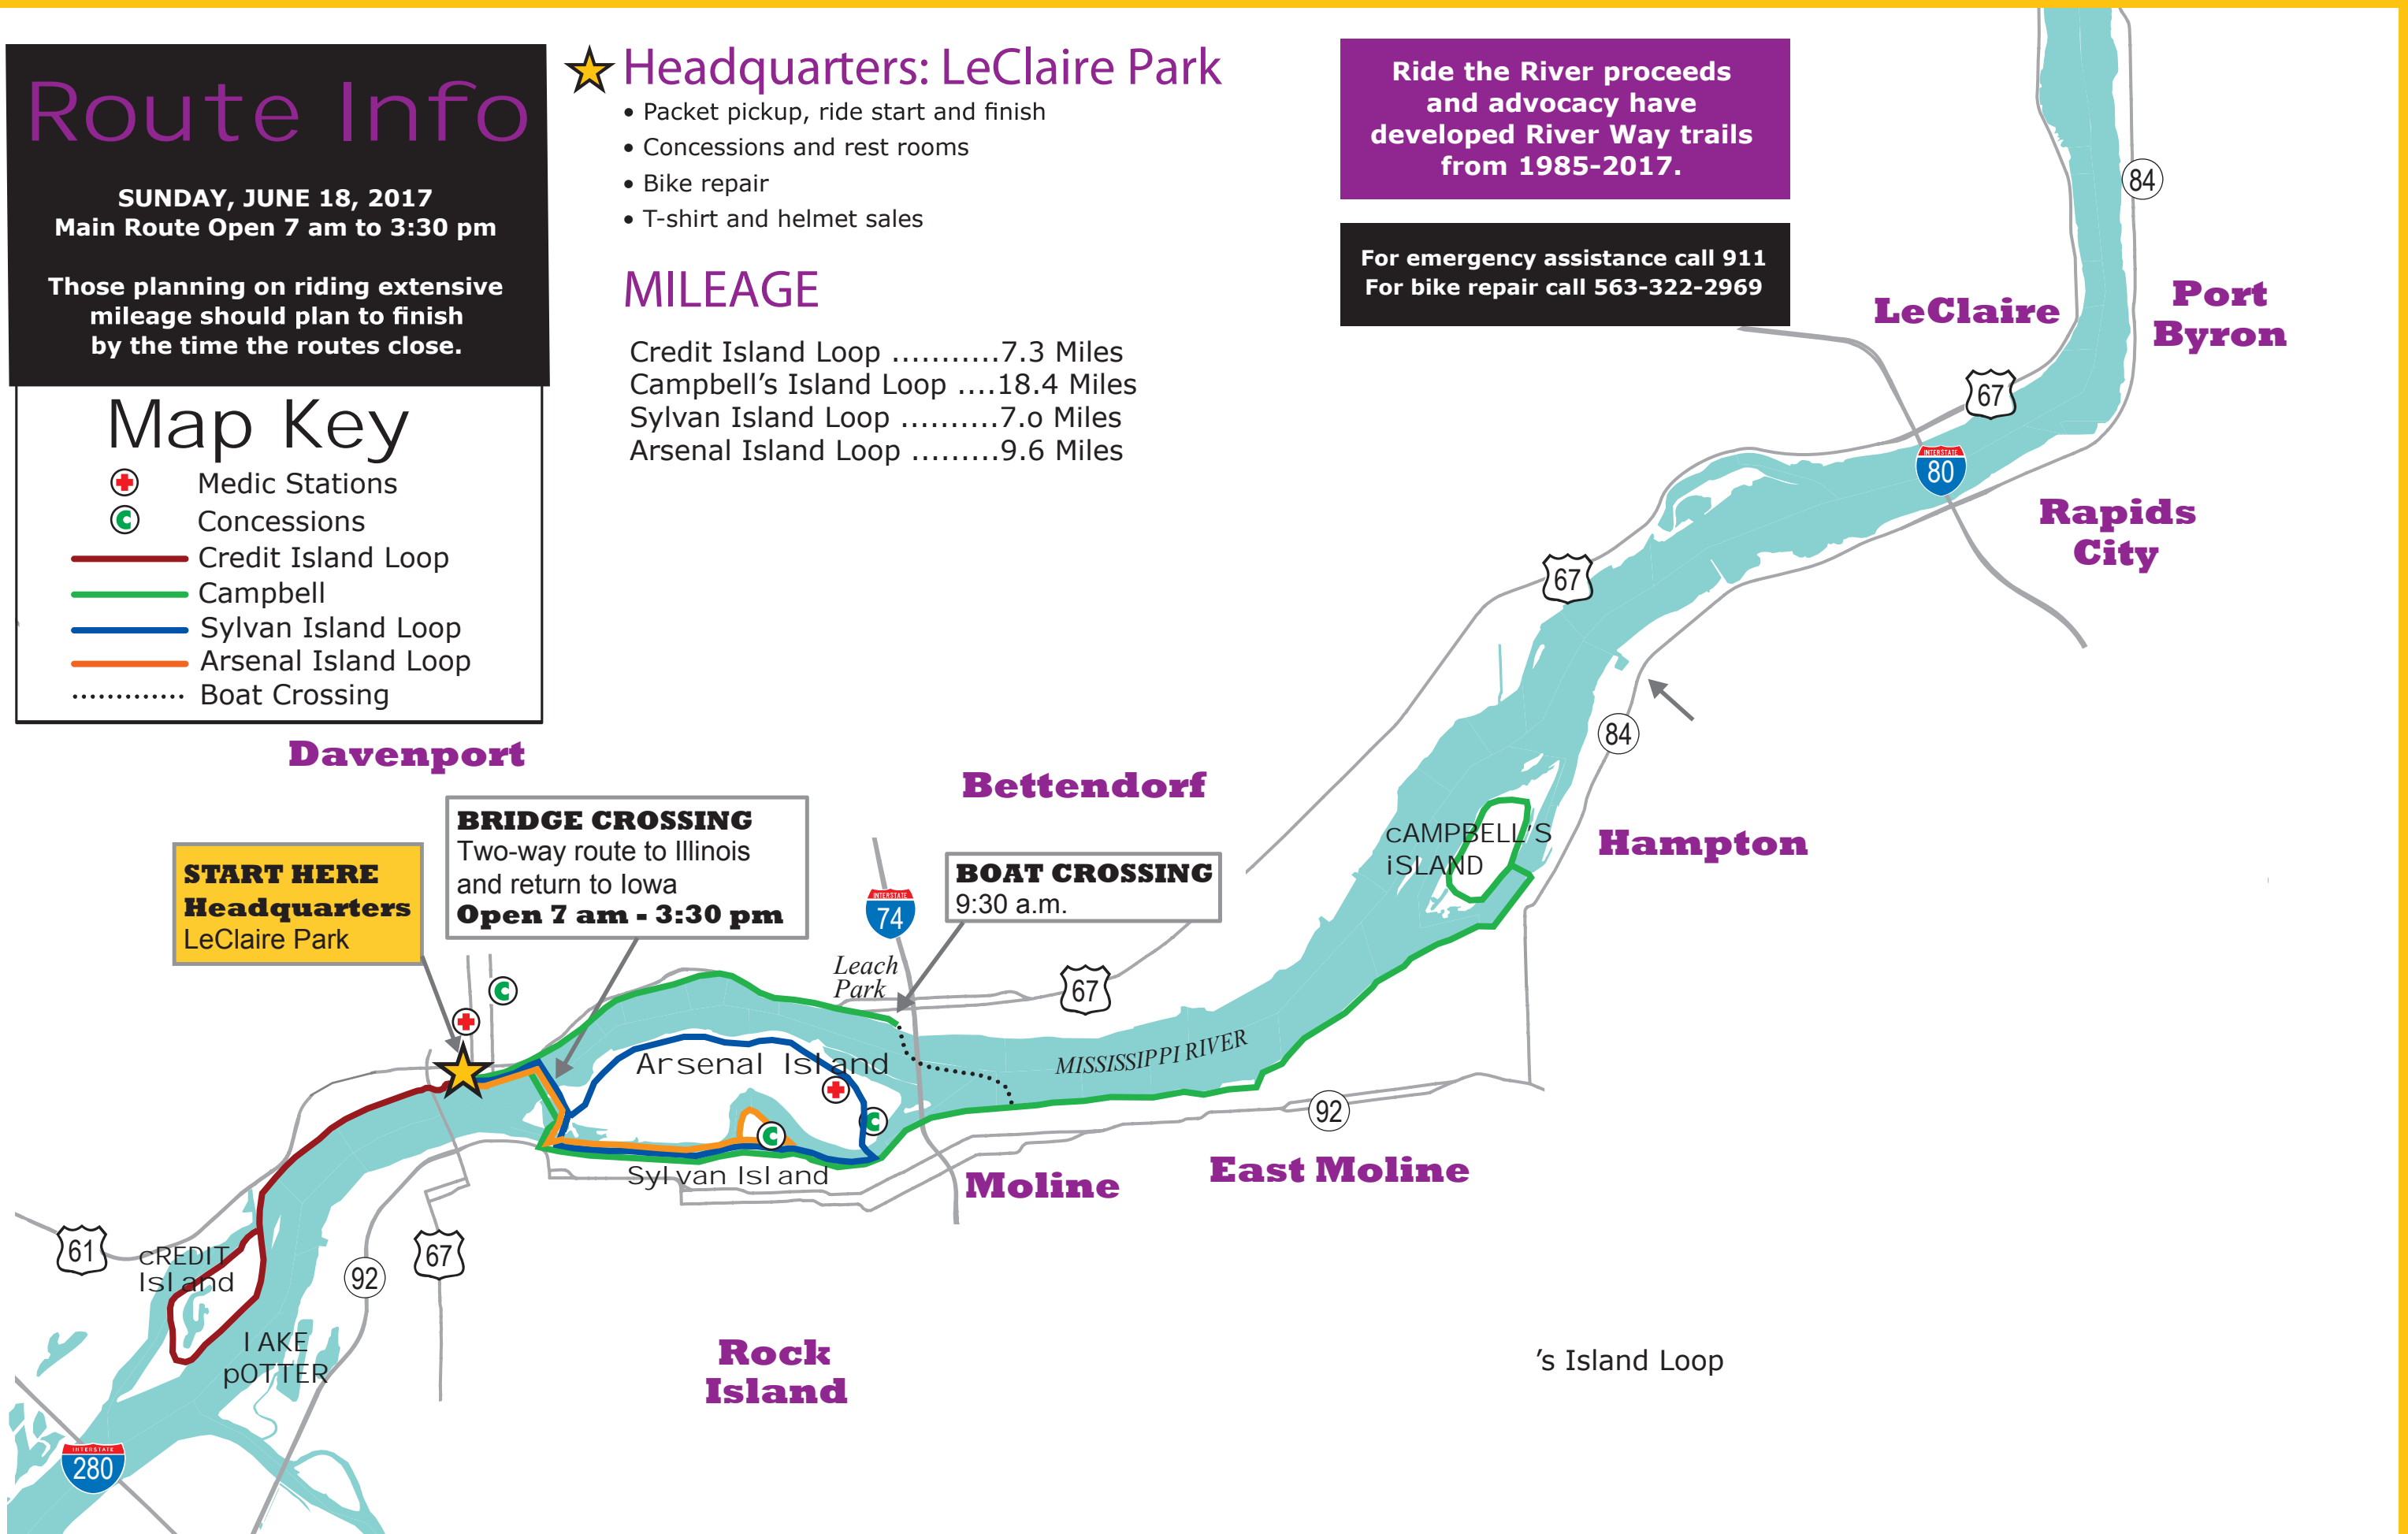 Route Info
SUNDAY, JUNE 18, 2017
Main Route Open 7 am to 3:30 pm
Those planning on riding extensive
mileage should plan to finish
by the time the routes close.
Map Key
Medic Stations
C Concessions
Credit Island Loop
Campbell
Sylvan Island Loop
Arsenal Island Loop
Boat Crossing
Headquarters: LeClaire Park
• Packet pickup, ride start and finish
• Concessions and rest rooms
• Bike repair
• T-shirt and helmet sales
MILEAGE
Credit Island Loop ...........7.3 Miles
Campbell’s Island Loop ....18.4 Miles
Sylvan Island Loop ..........7.o Miles
Arsenal Island Loop .........9.6 Miles
Ride the River proceeds
and advocacy have
developed River Way trails
from 1985-2017.
For emergency assistance call 911
For bike repair call 563-322-2969
84
LeClaire
Port
Byron
67
INTERSTATE
80
Rapids
City
67
84
Davenport
Bettendorf
Hampton
cAMPBELL'S
iSLAND
START HERE
Headquarters
LeClaire Park
BRIDGE CROSSING
Two-way route to Illinois
and return to Iowa
Open 7 am - 3:30 pm
INTERSTATE
74
BOAT CROSSING
9:30 a.m.
Leach
Park
67
C
MISSISSIPPI RIVER
Arsenal Island
C
C
92
Sylvan Island
Moline
East Moline
61
cREDIT
Island
67
92
lAKE
pOTTER
Rock
Island
’s Island Loop
INTERSTATE
280